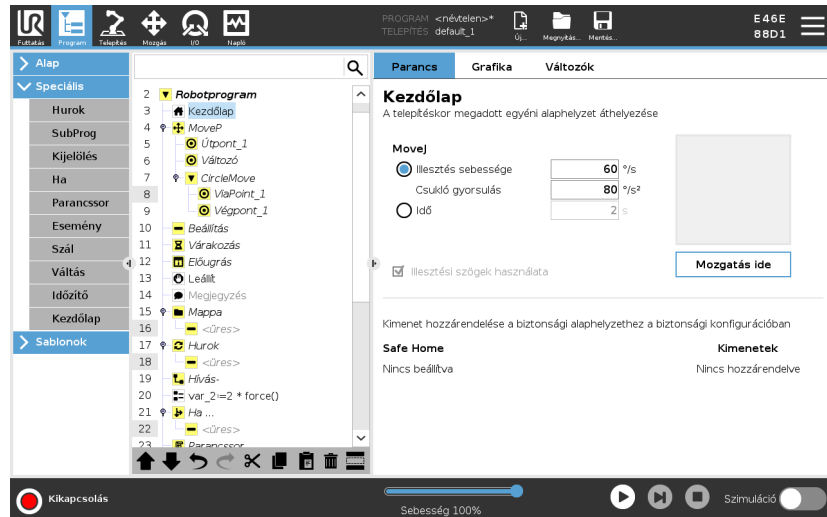 UR
Futtatás Program Telepítés Mozgás I/O Napló
PROGRAM <névtelen>*
TELEPÍTÉS default_1
Új... Megnyitás... Mentés...
E46E
88D1
Alap
Speciális
Hurok
SubProg
Kijelölés
Ha
Parancssor
Esemény
Szál
Váltás
Időzítő
Kezdőlap
Sablonok
2 Robotprogram
3 Kezdőlap
4 MoveP
5 Útpont_1
6 Változó
7 CircleMove
8 ViaPoint_1
9 Végpont_1
10 Beállítás
11 Várakozás
12 Előugrás
13 Leállít
14 Megjegyzés
15 Mappa
16 <üres>
17 Hurok
18 <üres>
19 Hívás-
20 var_2≔2 * force()
21 Ha ...
22 <üres>
23 Parancssor
Parancs Grafika Változók
Kezdőlap
A telepítéskor megadott egyéni alaphelyzet áthelyezése
MoveJ
Illesztés sebessége 60 °/s
Csukló gyorsulás 80 °/s²
Idő 2 s
Illesztési szögek használata
Mozgatás ide
Kimenet hozzárendelése a biztonsági alaphelyzethez a biztonsági konfigurációban
Safe Home Kimenetek
Nincs beállítva Nincs hozzárendelve
Kikapcsolás
Sebesség 100%
Szimuláció